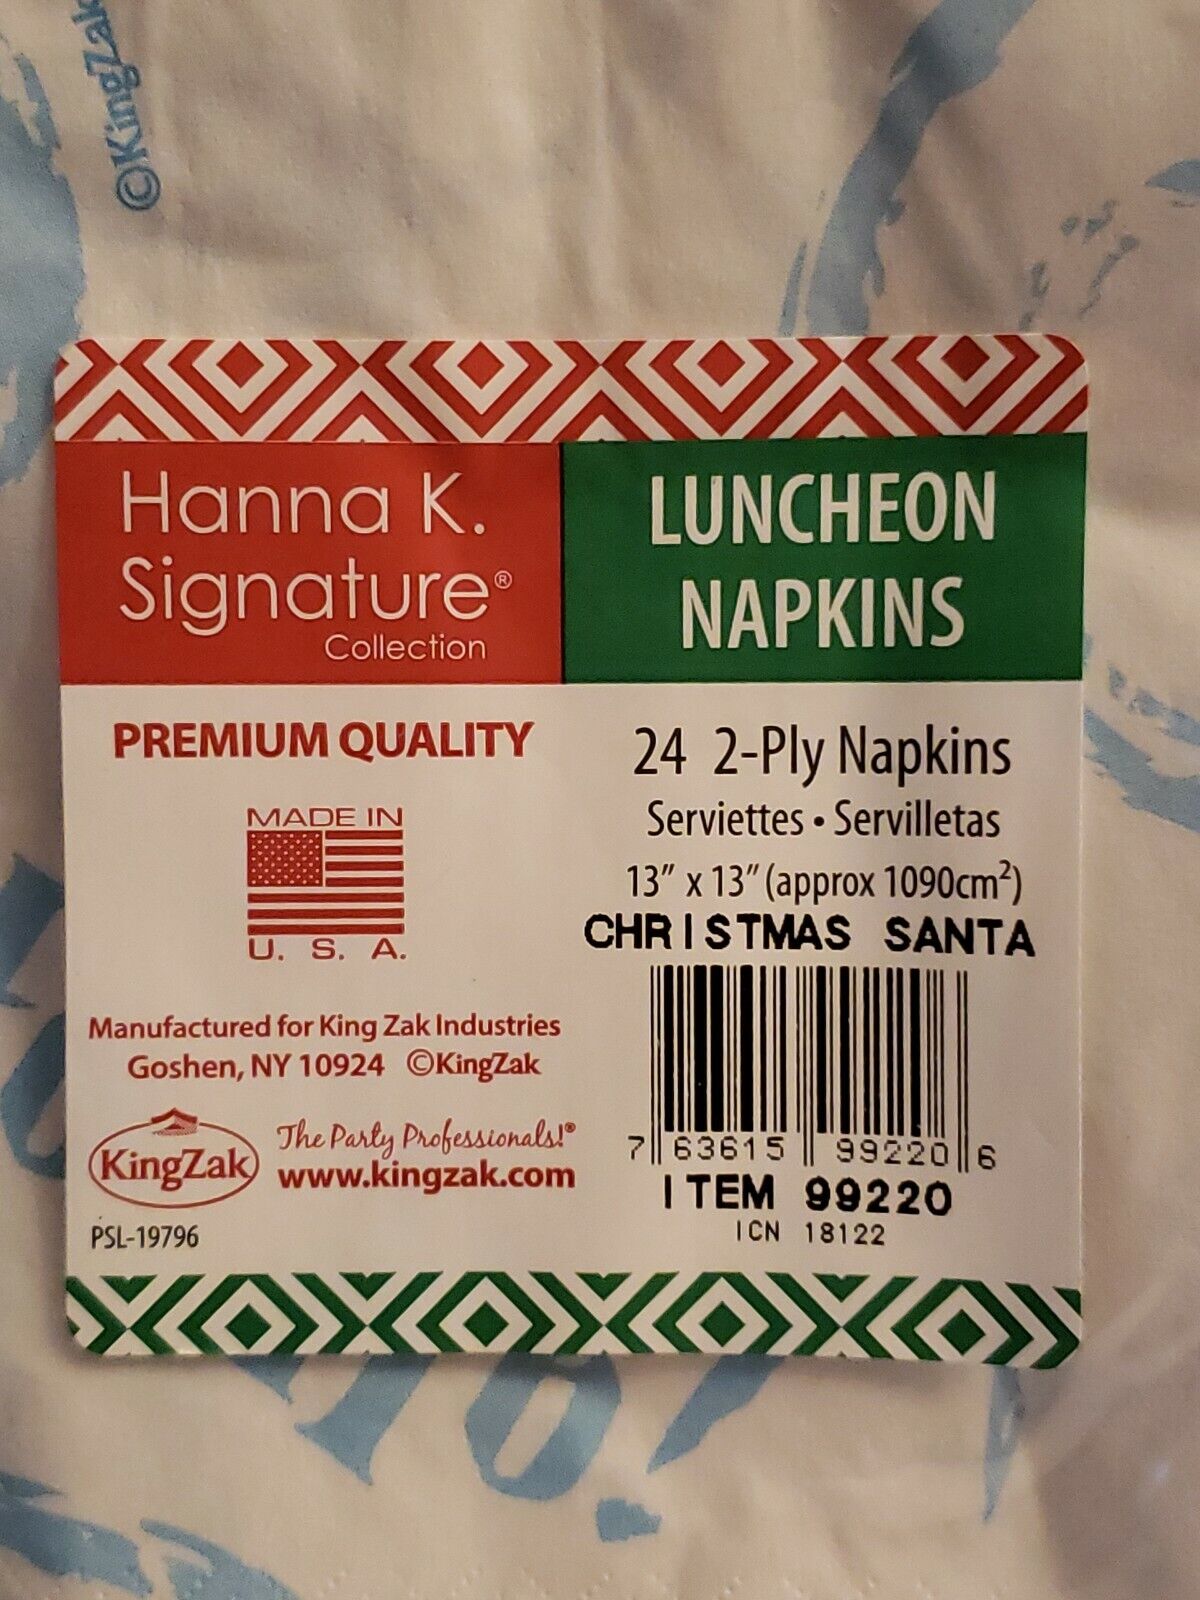 ©KingZak
Hanna K.
Signature®
Collection
LUNCHEON
NAPKINS
PREMIUM QUALITY
MADE IN
U. S. A.
Manufactured for King Zak Industries
Goshen, NY 10924 ©KingZak
KingZak
The Party Professionals!®
www.kingzak.com
PSL-19796
24 2-Ply Napkins
Serviettes • Servilletas
13" x 13" (approx 1090cm²)
CHRISTMAS SANTA
7 63615 99220 6
ITEM 99220
ICN 18122